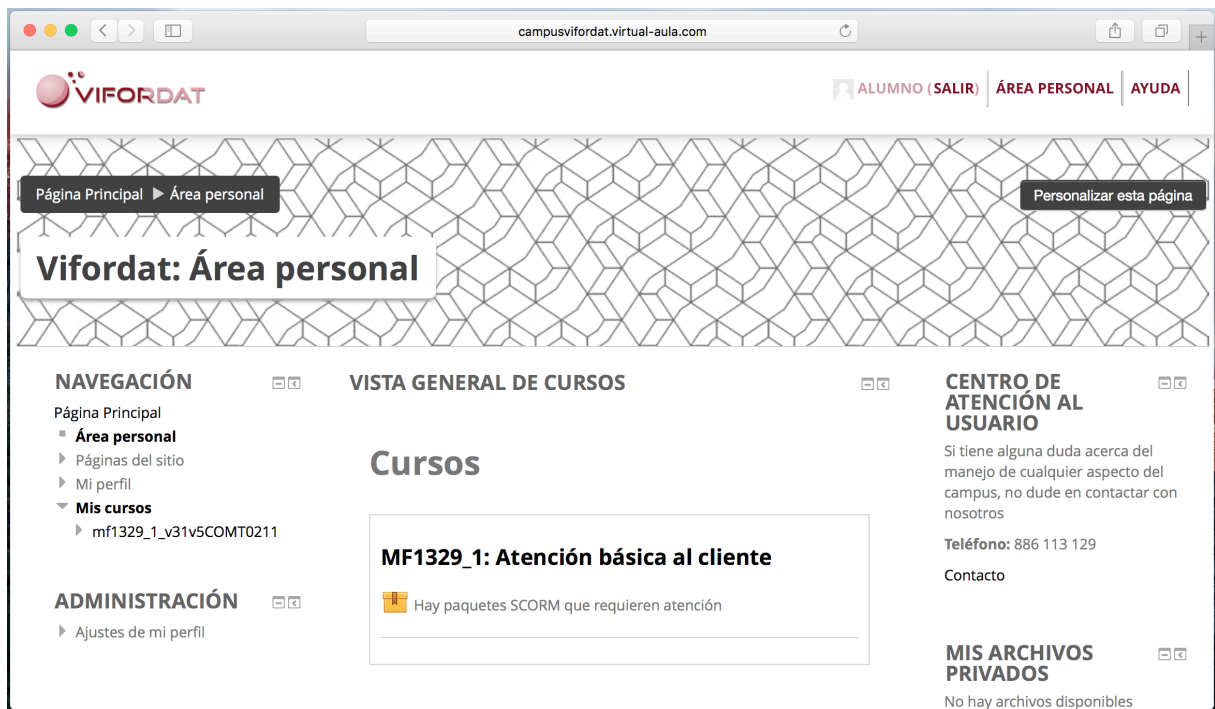 campusvifordat.virtual-aula.com
VIFORDAT
ALUMNO (SALIR) ÁREA PERSONAL AYUDA
Página Principal ▶ Área personal
Personalizar esta página
Vifordat: Área personal
NAVEGACIÓN
Página Principal
Área personal
Páginas del sitio
Mi perfil
Mis cursos
mf1329_1_v31v5COMT0211
ADMINISTRACIÓN
Ajustes de mi perfil
VISTA GENERAL DE CURSOS
Cursos
MF1329_1: Atención básica al cliente
Hay paquetes SCORM que requieren atención
CENTRO DE
ATENCIÓN AL
USUARIO
Si tiene alguna duda acerca del
manejo de cualquier aspecto del
campus, no dude en contactar con
nosotros
Teléfono: 886 113 129
Contacto
MIS ARCHIVOS
PRIVADOS
No hay archivos disponibles